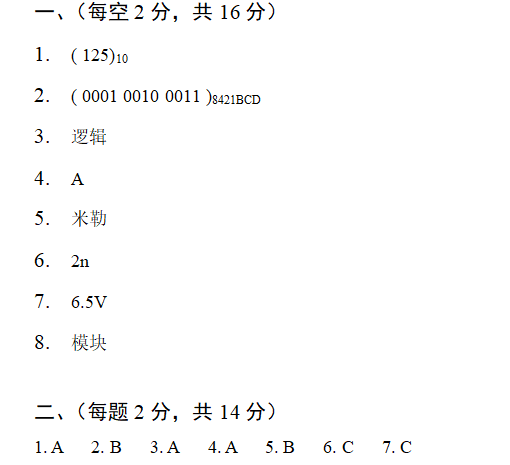 一、（每空 2 分，共 16 分）
1. ( 125)10
2. ( 0001 0010 0011 )8421BCD
3. 逻辑
4. A
5. 米勒
6. 2n
7. 6.5V
8. 模块
二、（每题 2 分，共 14 分）
1. A 2. B 3. A 4. A 5. B 6. C 7. C